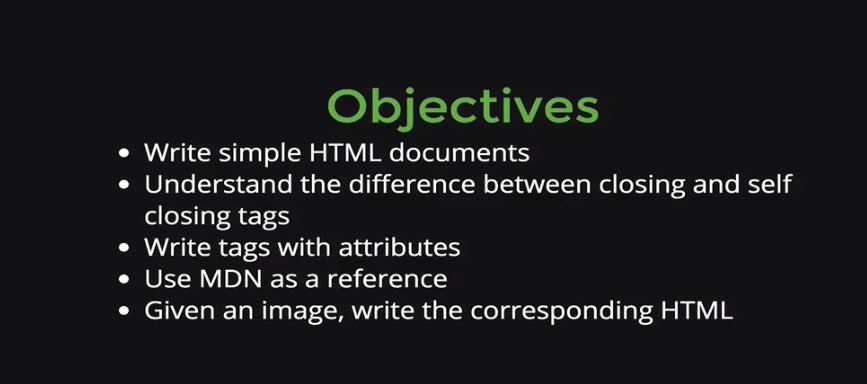 Objectives
• Write simple HTML documents
• Understand the difference between closing and self
closing tags
• Write tags with attributes
• Use MDN as a reference
• Given an image, write the corresponding HTML